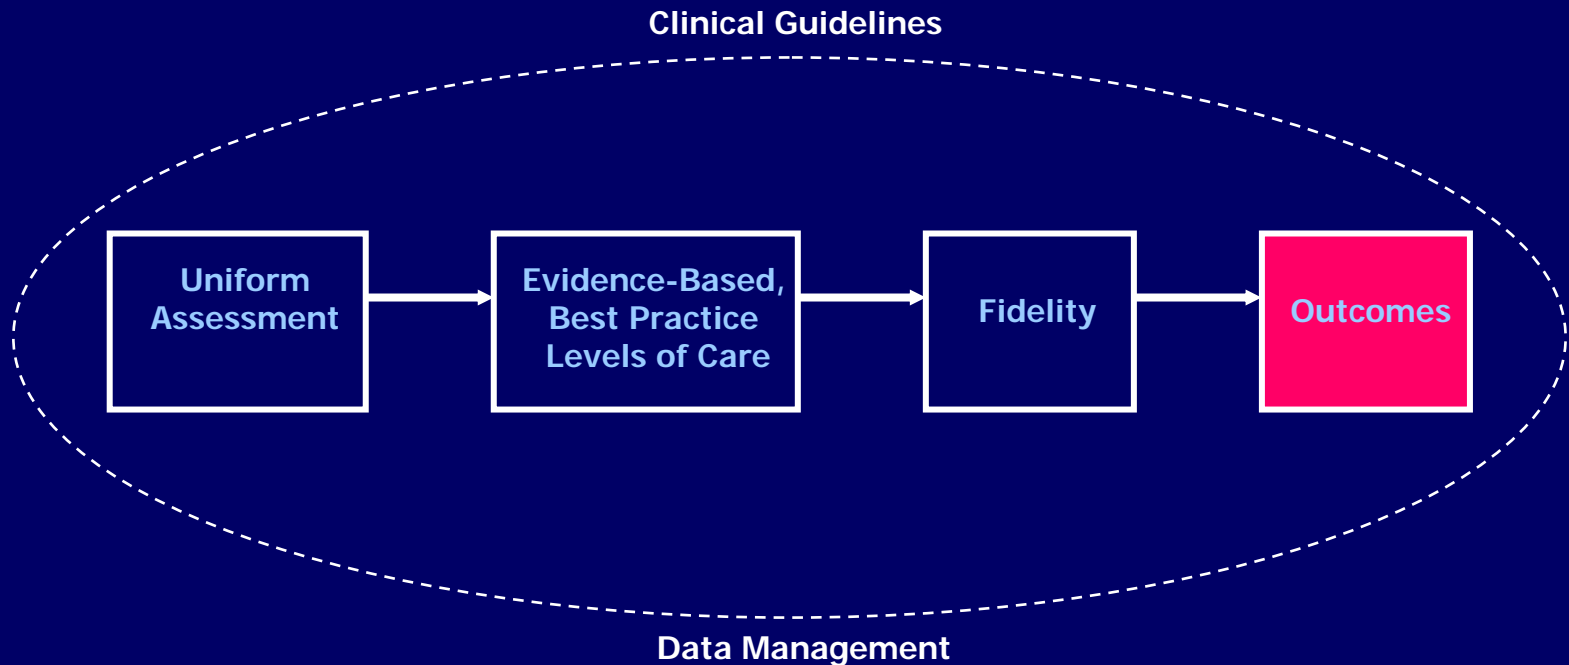 Clinical Guidelines
Uniform
Assessment
Evidence-Based,
Best Practice
Levels of Care
Fidelity
Outcomes
Data Management